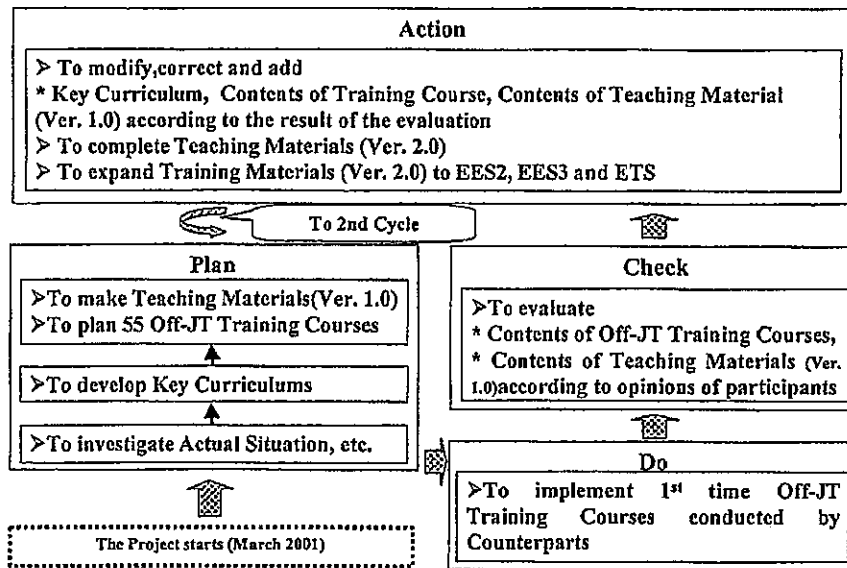 Action
➢ To modify,correct and add
* Key Curriculum, Contents of Training Course, Contents of Teaching Material
(Ver. 1.0) according to the result of the evaluation
➢ To complete Teaching Materials (Ver. 2.0)
➢ To expand Training Materials (Ver. 2.0) to EES2, EES3 and ETS
To 2nd Cycle
Plan
➢To make Teaching Materials(Ver. 1.0)
➢To plan 55 Off-JT Training Courses
➢To develop Key Curriculums
➢To investigate Actual Situation, etc.
The Project starts (March 2001)
Check
➢To evaluate
* Contents of Off-JT Training Courses,
* Contents of Teaching Materials (Ver.
1.0)according to opinions of participants
Do
➢To implement 1st time Off-JT
Training Courses conducted by
Counterparts